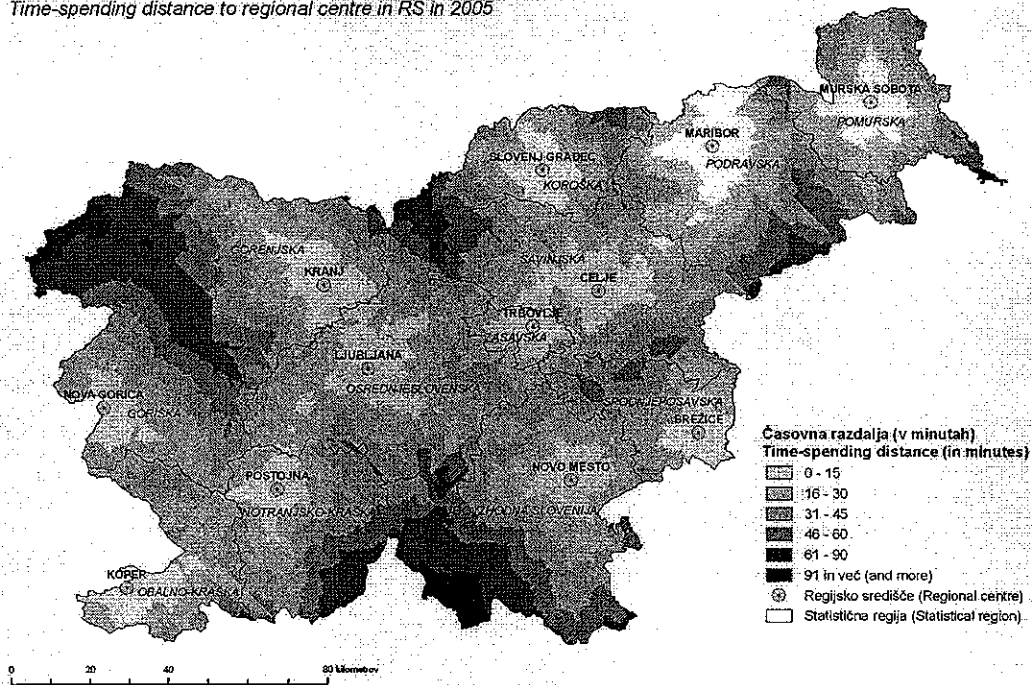 Time-spending distance to regional centre in RS in 2005
MURSKA SOBOTA
POMURSKA
MARIBOR
PODRAVSKA
SLOVENJ GRADEC
KOROŠKA
GORENJSKA
KRANJ
SAVINJSKA
CELJE
TRBOVLJE
ZASAVSKA
LJUBLJANA
OSREDNJESLOVENSKA
NOVA GORICA
GORIŠKA
SPODNJEPOSAVSKA
BREŽICE
POSTOJNA
NOTRANJSKO-KRAŠKA
NOVO MESTO
SLOVENIJA
KOPER
OBALNO-KRAŠKA
Časovna razdalja (v minutah)
Time-spending distance (in minutes)
0 - 15
16 - 30
31 - 45
46 - 60
61 - 90
91 in več (and more)
Regijsko središče (Regional centre)
Statistična regija (Statistical region)
0 20 40 80 kilometrov